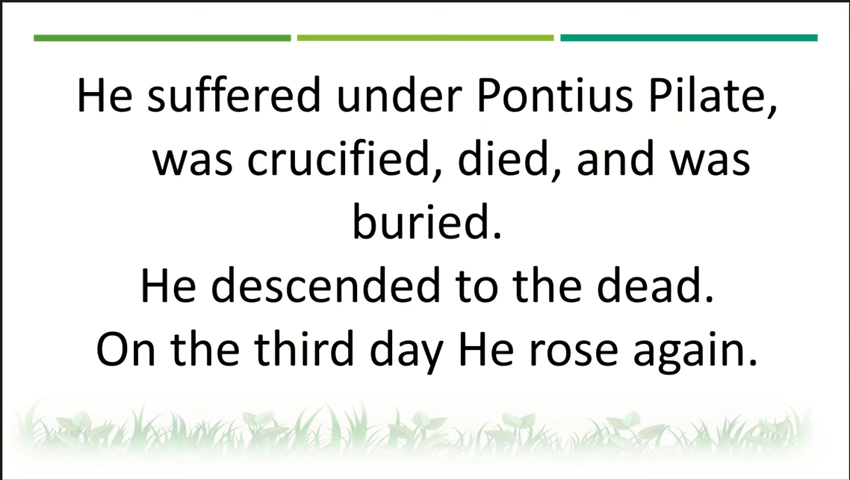 He suffered under Pontius Pilate,
was crucified, died, and was
buried.
He descended to the dead.
On the third day He rose again.